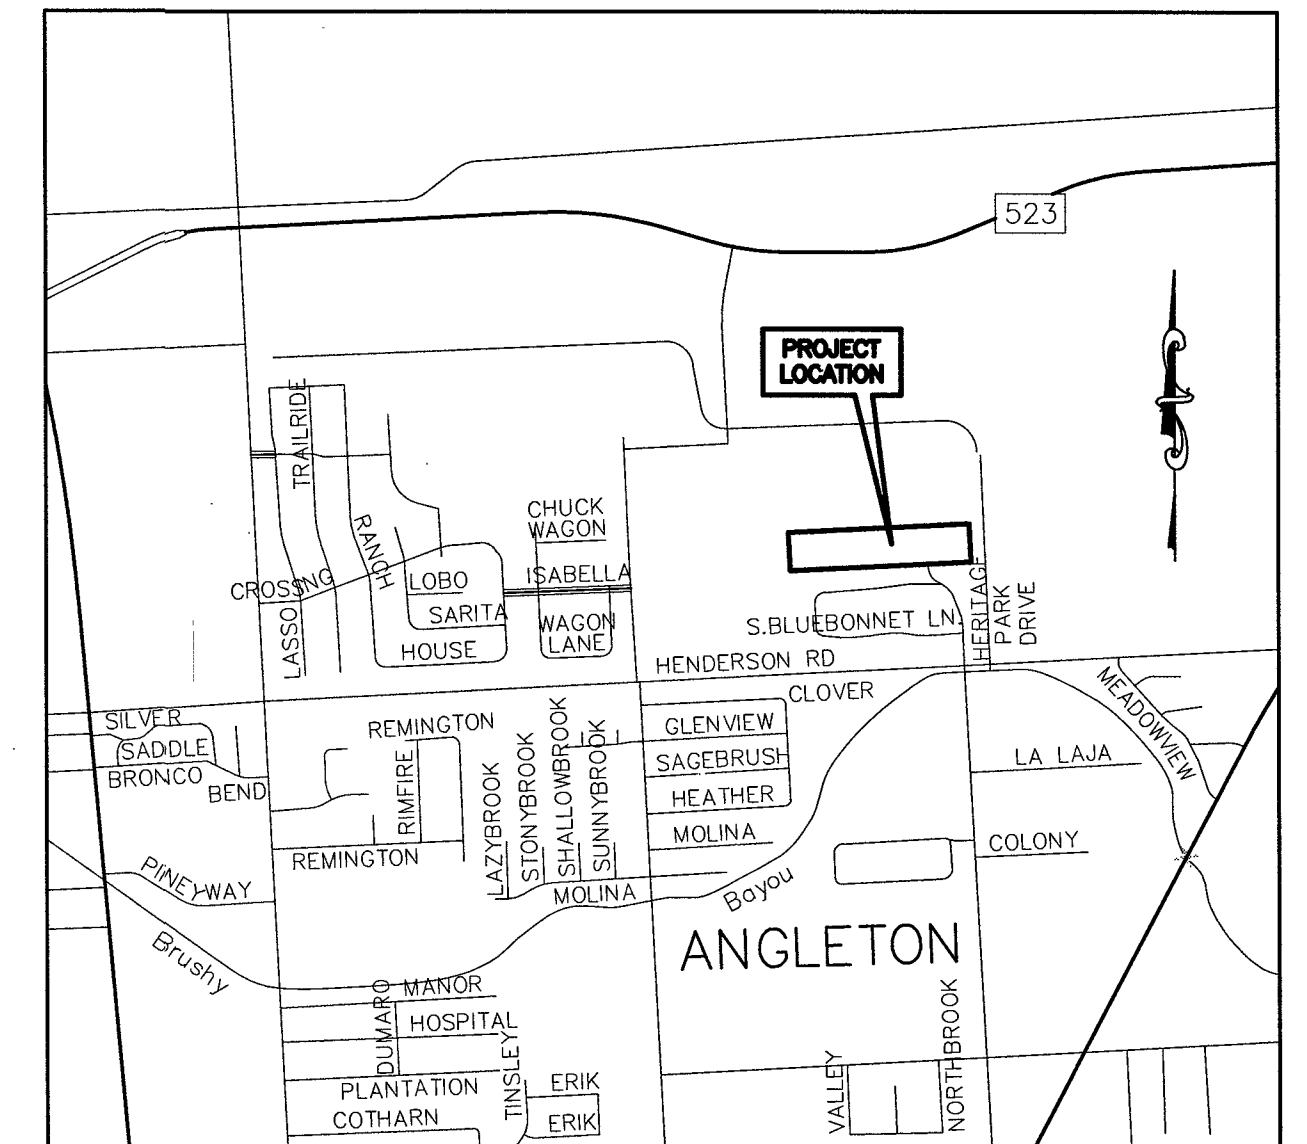 523
PROJECT
LOCATION
TRAILRIDE
RANCH
CHUCK
WAGON
CROSSNG
LOBO
ISABELLA
SARITA
WAGON
LANE
LASSO
HOUSE
S.BLUEBONNET LN.
HERITAGE
PARK
DRIVE
HENDERSON RD
CLOVER
MEADOWVIEW
SILVER
SADDLE
BRONCO
BEND
REMINGTON
RIMFIRE
REMINGTON
LAZYBROOK
STONYBROOK
SHALLOWBROOK
SUNNYBROOK
GLENVIEW
SAGEBRUSH
HEATHER
MOLINA
LA LAJA
COLONY
PINEYWAY
MOLINA
Bayou
Brushy
ANGLETON
MANOR
DUMARO
HOSPITAL
TINSLEY
PLANTATION
COTHARN
ERIK
ERIK
VALLEY
NORTHBROOK